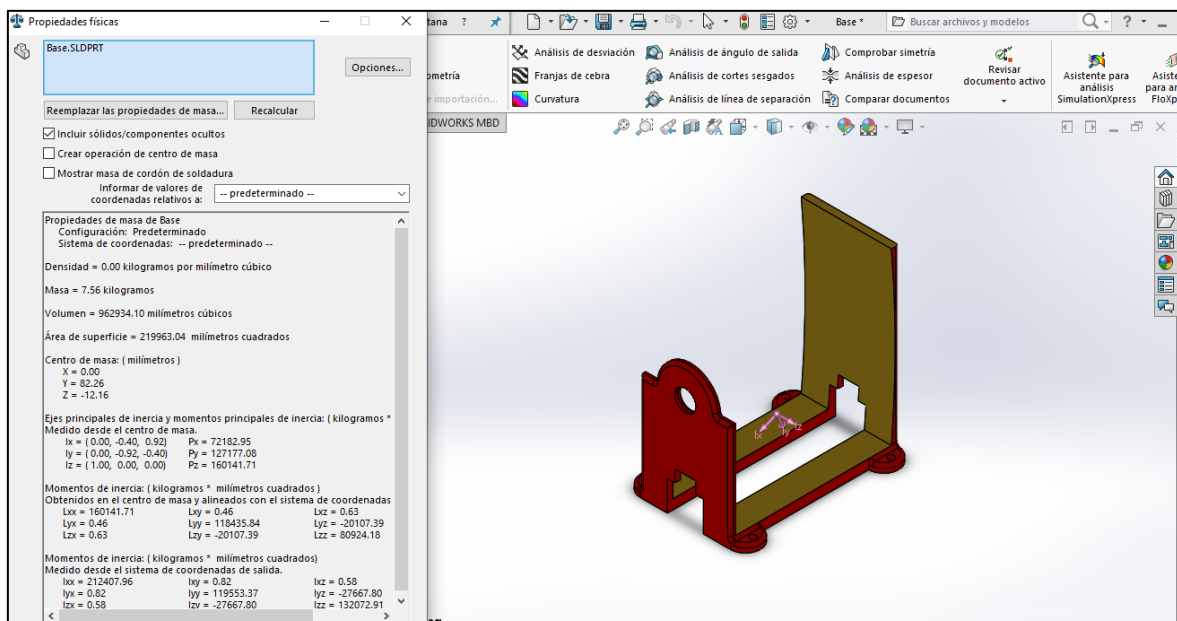 Propiedades físicas
Base.SLDPRT
Opciones...
Reemplazar las propiedades de masa...
Recalcular
Incluir sólidos/componentes ocultos
Crear operación de centro de masa
Mostrar masa de cordón de soldadura
Informar de valores de
coordenadas relativos a:
-- predeterminado --
Propiedades de masa de Base
Configuración: Predeterminado
Sistema de coordenadas: -- predeterminado --
Densidad = 0.00 kilogramos por milímetro cúbico
Masa = 7.56 kilogramos
Volumen = 962934.10 milímetros cúbicos
Área de superficie = 219963.04 milímetros cuadrados
Centro de masa: ( milímetros )
X = 0.00
Y = 82.26
Z = -12.16
Ejes principales de inercia y momentos principales de inercia: ( kilogramos *
Medido desde el centro de masa.
Ix = ( 0.00, -0.40, 0.92) Px = 72182.95
Iy = ( 0.00, -0.92, -0.40) Py = 127177.08
Iz = ( 1.00, 0.00, 0.00) Pz = 160141.71
Momentos de inercia: ( kilogramos * milímetros cuadrados )
Obtenidos en el centro de masa y alineados con el sistema de coordenadas
Lxx = 160141.71 Lxy = 0.46 Lxz = 0.63
Lyx = 0.46 Lyy = 118435.84 Lyz = -20107.39
Lzx = 0.63 Lzy = -20107.39 Lzz = 80924.18
Momentos de inercia: ( kilogramos * milímetros cuadrados)
Medido desde el sistema de coordenadas de salida.
Ixx = 212407.96 Ixy = 0.82 Ixz = 0.58
Iyx = 0.82 Iyy = 119553.37 Iyz = -27667.80
Izx = 0.58 Izy = -27667.80 Izz = 132072.91
tana ?
Base *
Buscar archivos y modelos
?
ometría
e importación...
Análisis de desviación
Franjas de cebra
Curvatura
Análisis de ángulo de salida
Análisis de cortes sesgados
Análisis de línea de separación
Comprobar simetría
Análisis de espesor
Comparar documentos
Revisar
documento activo
Asistente para
análisis
SimulationXpress
Asiste
para an
FloXp
IDWORKS MBD
Ix
Iy
Iz